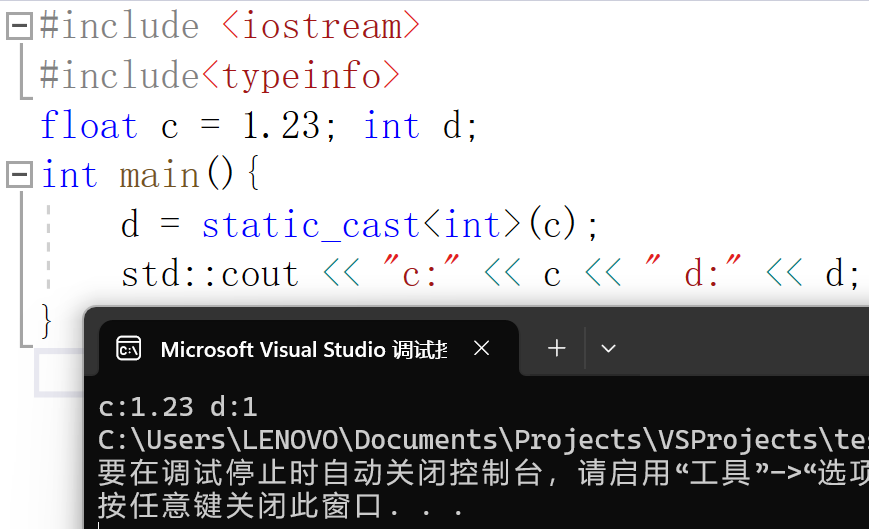 #include <iostream>
#include<typeinfo>
float c = 1.23; int d;
int main(){
d = static_cast<int>(c);
std::cout << "c:" << c << " d:" << d;
}
Microsoft Visual Studio 调试
c:1.23 d:1
C:\Users\LENOVO\Documents\Projects\VSProjects\te
要在调试停止时自动关闭控制台，请启用“工具”->“选项
按任意键关闭此窗口. . .